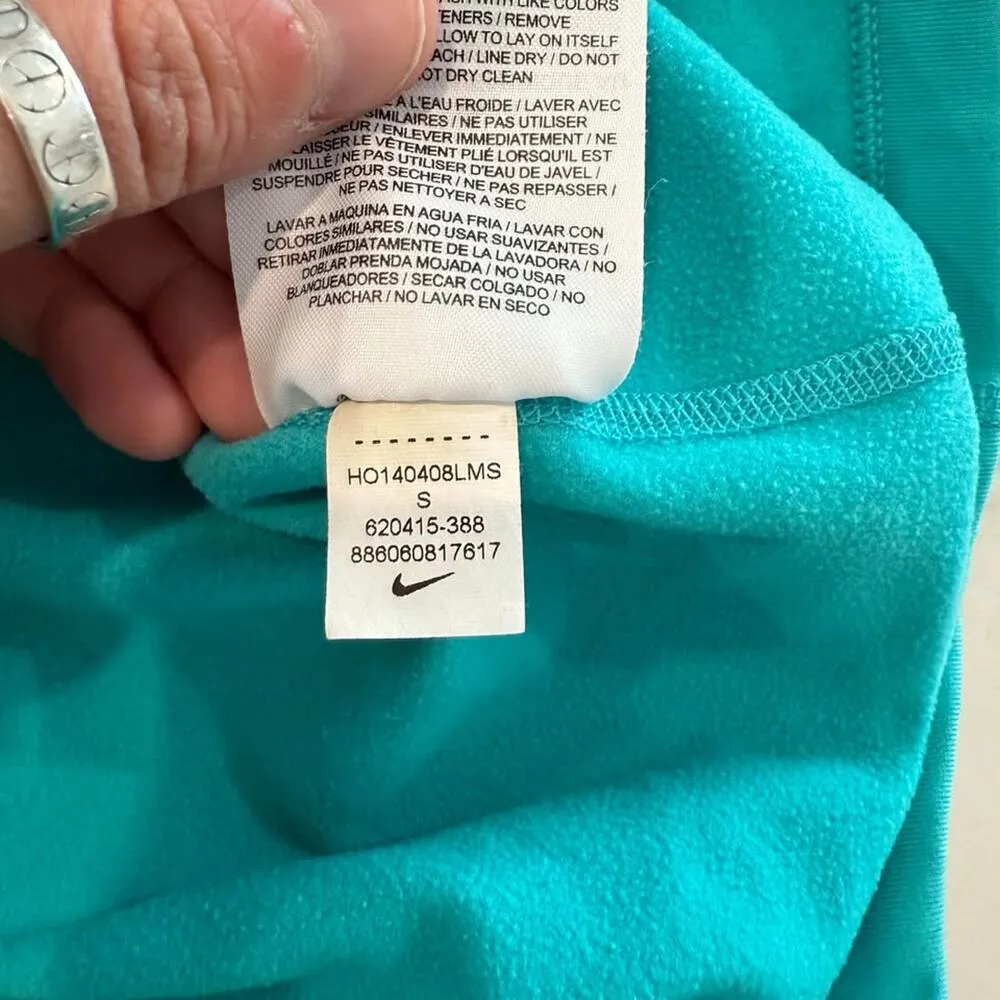 WITH LIKE COLORS
/ REMOVE
TO LAY ON ITSELF
/ LINE DRY / DO NOT
DRY CLEAN
A L'EAU FROIDE / LAVER AVEC
SIMILAIRES / NE PAS UTILISER
/ ENLEVER IMMEDIATEMENT / NE
LAISSER LE VÊTEMENT PLIÉ LORSQU'IL EST
MOUILLÉ / NE PAS UTILISER D'EAU DE JAVEL /
SUSPENDRE POUR SECHER / NE PAS REPASSER /
NE PAS NETTOYER A SEC
LAVAR A MAQUINA EN AGUA FRIA / LAVAR CON
COLORES SIMILARES / NO USAR SUAVIZANTES /
RETIRAR INMEDIATAMENTE DE LA LAVADORA / NO
DOBLAR PRENDA MOJADA / NO USAR
BLANQUEADORES / SECAR COLGADO / NO
PLANCHAR / NO LAVAR EN SECO
HO140408LMS
S
620415-388
886060817617